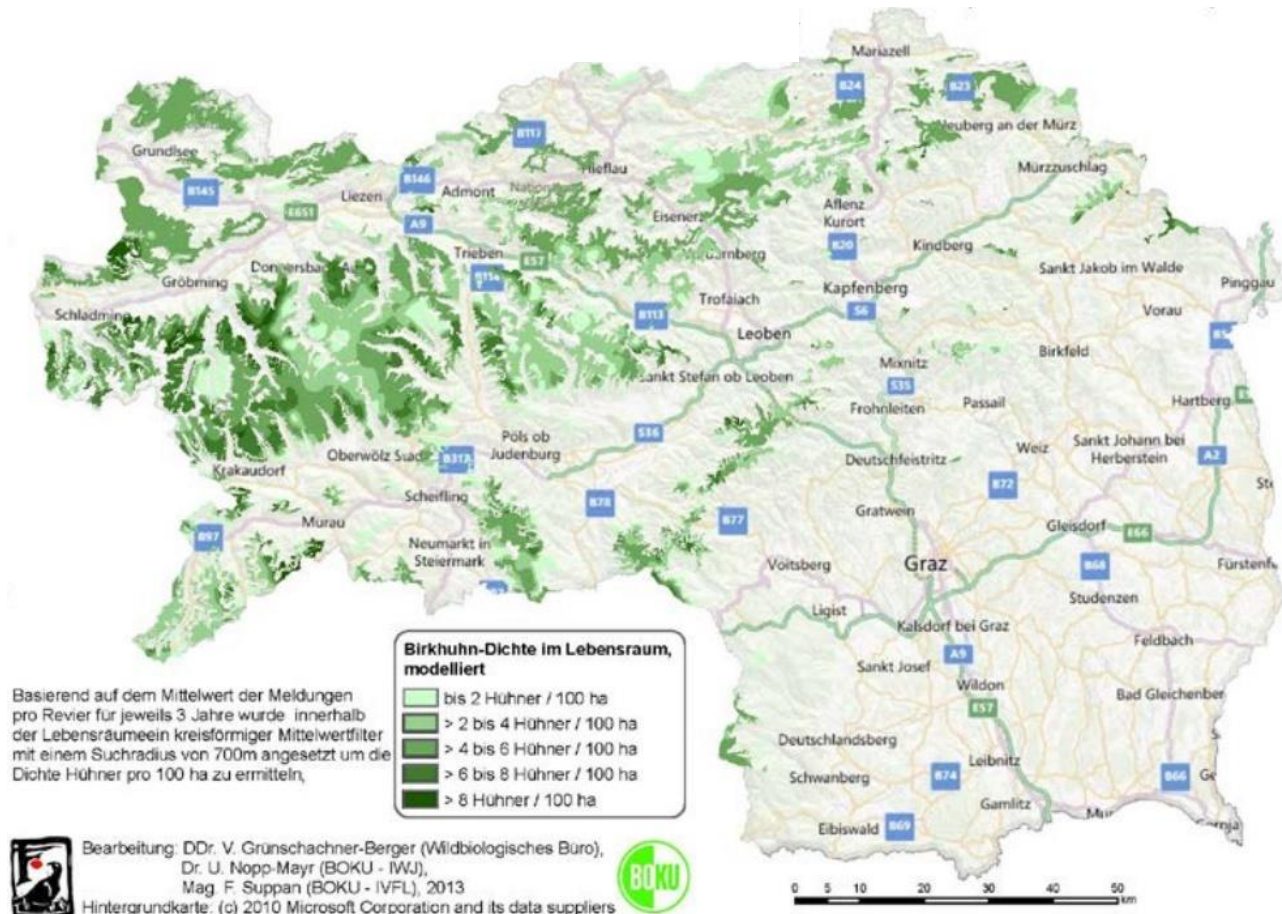 Mariazell
B24
B23
Neuberg an der Mürz
Grundlsee
B117
Hieflau
Mürzzuschlag
B145
Liezen
B146
Admont
E651
A9
Eisenerz
Aflenz
Kurort
Kindberg
B20
Trieben
E57
Sankt Jakob im Walde
Pinggau
Gröbming
Trofaiach
Kapfenberg
Schladming
B113
S6
Vorau
Leoben
Birkfeld
Mixnitz
Sankt Stefan ob Leoben
S35
Frohnleiten
Passail
Hartberg
S36
Pöls ob
Judenburg
Oberwölz Stadt
B317
Krakaudorf
Deutschfeistritz
Weiz
Sankt Johann bei
Herberstein
A2
Scheifling
B72
B78
B77
Gratwein
Murau
B97
Neumarkt in
Steiermark
Gleisdorf
E66
Graz
Voitsberg
B68
Fürstenf
Ligist
Studenzen
Kalsdorf bei Graz
Feldbach
A9
Sankt Josef
Wildon
Bad Gleichenber
E57
Deutschlandsberg
Leibnitz
Schwanberg
B74
B66
Gamlitz
Eibiswald
B69
Birkhuhn-Dichte im Lebensraum,
modelliert
bis 2 Hühner / 100 ha
> 2 bis 4 Hühner / 100 ha
> 4 bis 6 Hühner / 100 ha
> 6 bis 8 Hühner / 100 ha
> 8 Hühner / 100 ha
Basierend auf dem Mittelwert der Meldungen
pro Revier für jeweils 3 Jahre wurde innerhalb
der Lebensräumeein kreisförmiger Mittelwertfilter
mit einem Suchradius von 700m angesetzt um die
Dichte Hühner pro 100 ha zu ermitteln,
Bearbeitung: DDr. V. Grünschachner-Berger (Wildbiologisches Büro),
Dr. U. Nopp-Mayr (BOKU - IWJ),
Mag. F. Suppan (BOKU - IVFL), 2013
Hintergrundkarte: (c) 2010 Microsoft Corporation and its data suppliers
BOKU
0 5 10 20 30 40 50
km